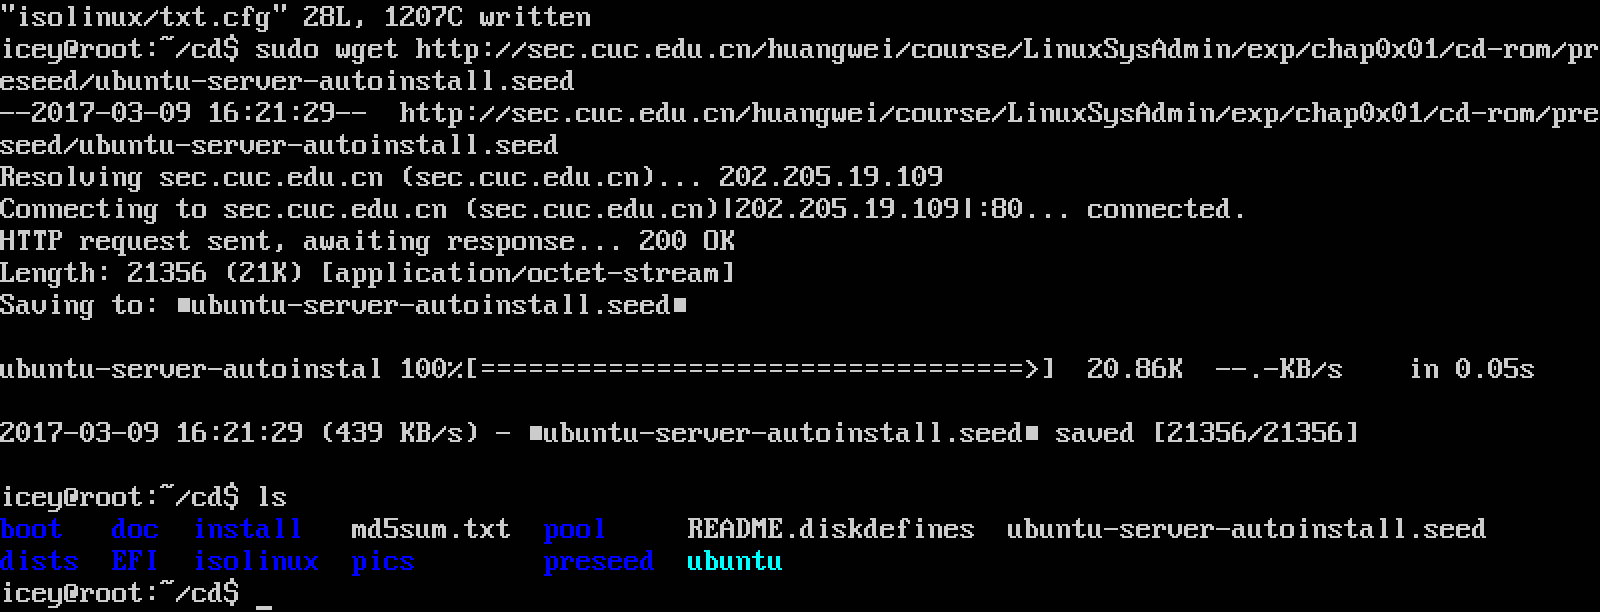 "isolinux/txt.cfg" 28L, 1207C written
icey@root:~/cd$ sudo wget http://sec.cuc.edu.cn/huangwei/course/LinuxSysAdmin/exp/chap0x01/cd-rom/pr
eseed/ubuntu-server-autoinstall.seed
--2017-03-09 16:21:29--  http://sec.cuc.edu.cn/huangwei/course/LinuxSysAdmin/exp/chap0x01/cd-rom/pre
seed/ubuntu-server-autoinstall.seed
Resolving sec.cuc.edu.cn (sec.cuc.edu.cn)... 202.205.19.109
Connecting to sec.cuc.edu.cn (sec.cuc.edu.cn)|202.205.19.109|:80... connected.
HTTP request sent, awaiting response... 200 OK
Length: 21356 (21K) [application/octet-stream]
Saving to: ■ubuntu-server-autoinstall.seed■
ubuntu-server-autoinstal 100%[==================================>]  20.86K  --.-KB/s    in 0.05s
2017-03-09 16:21:29 (439 KB/s) - ■ubuntu-server-autoinstall.seed■ saved [21356/21356]
icey@root:~/cd$ ls
boot   doc  install   md5sum.txt  pool     README.diskdefines  ubuntu-server-autoinstall.seed
dists  EFI  isolinux  pics        preseed  ubuntu
icey@root:~/cd$ _